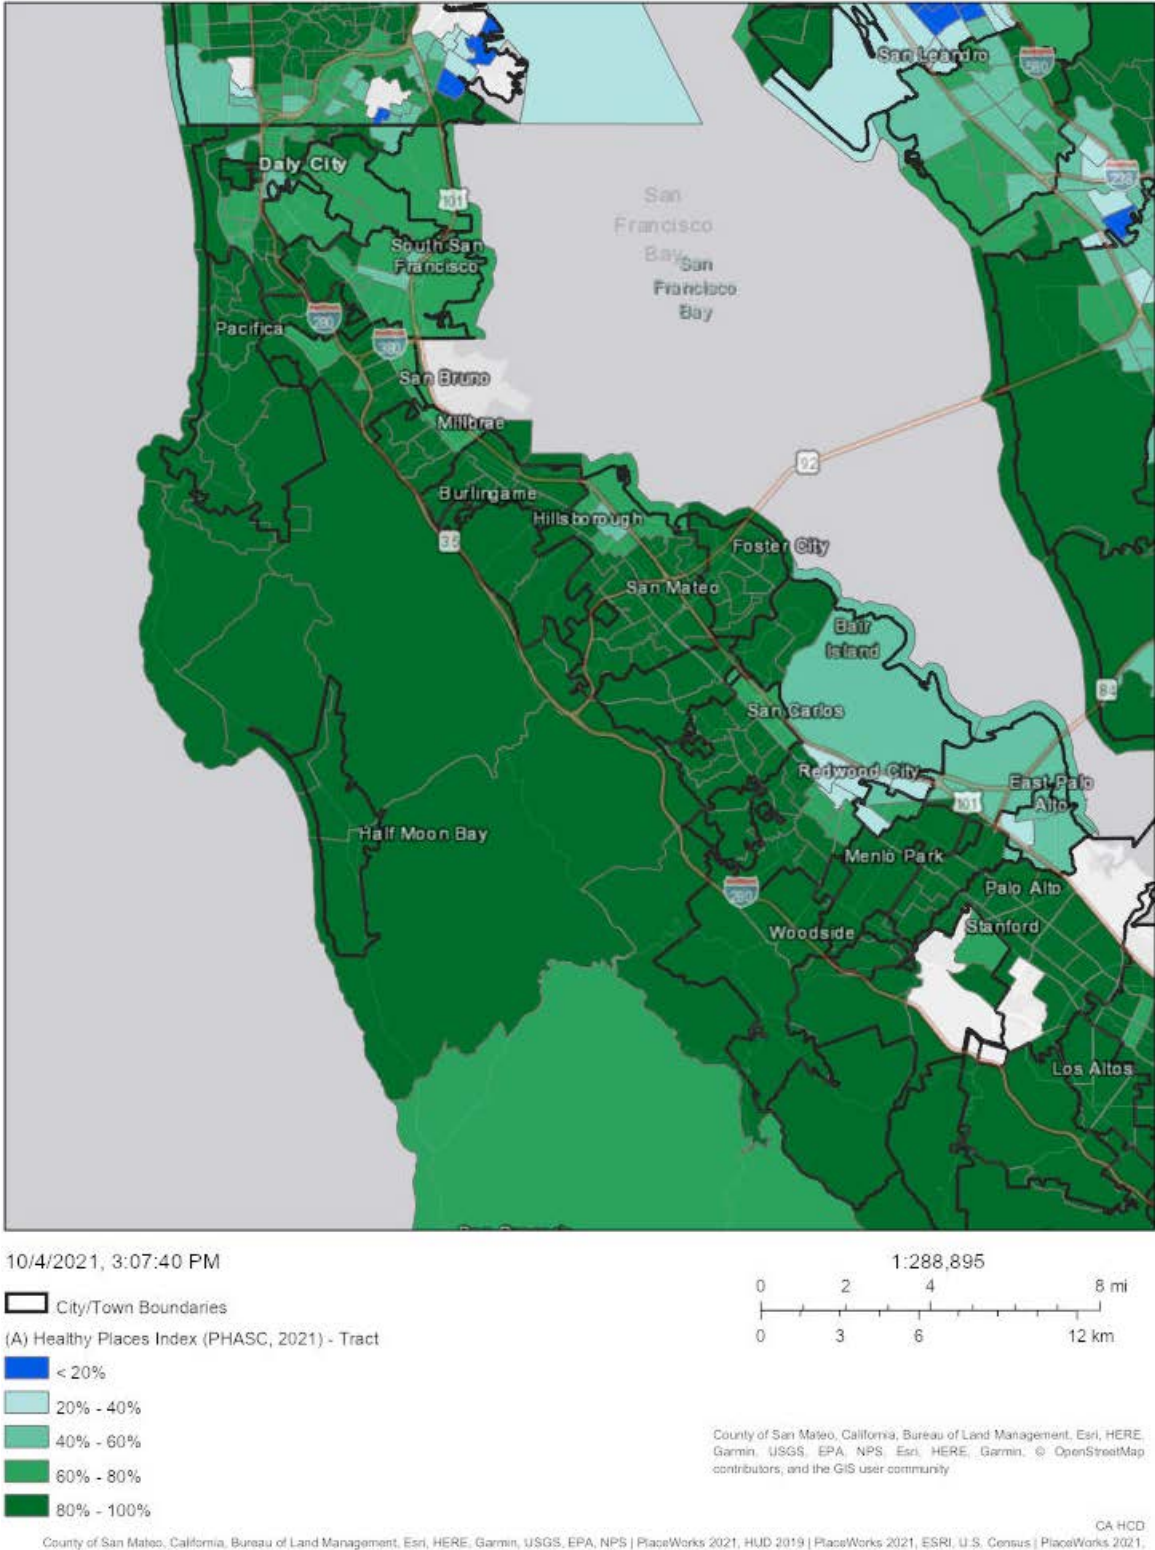 San Leandro
580
Daly City
238
101
San
Francisco
Bay
South San
Francisco
San
Francisco
Bay
Pacifica
280
380
San Bruno
Millbrae
92
Burlingame
Hillsborough
35
Foster City
San Mateo
Bair
Island
84
San Carlos
Redwood City
East Palo
Alto
101
Half Moon Bay
Menlo Park
280
Palo Alto
Woodside
Stanford
Los Altos
10/4/2021, 3:07:40 PM
1:288,895
0 2 4 8 mi
0 3 6 12 km
City/Town Boundaries
(A) Healthy Places Index (PHASC, 2021) - Tract
< 20%
20% - 40%
40% - 60%
60% - 80%
80% - 100%
County of San Mateo, California, Bureau of Land Management, Esri, HERE,
Garmin, USGS, EPA, NPS, Esri, HERE, Garmin, © OpenStreetMap
contributors, and the GIS user community
CA HCD
County of San Mateo, California, Bureau of Land Management, Esri, HERE, Garmin, USGS, EPA, NPS | PlaceWorks 2021, HUD 2019 | PlaceWorks 2021, ESRI, U.S. Census | PlaceWorks 2021,